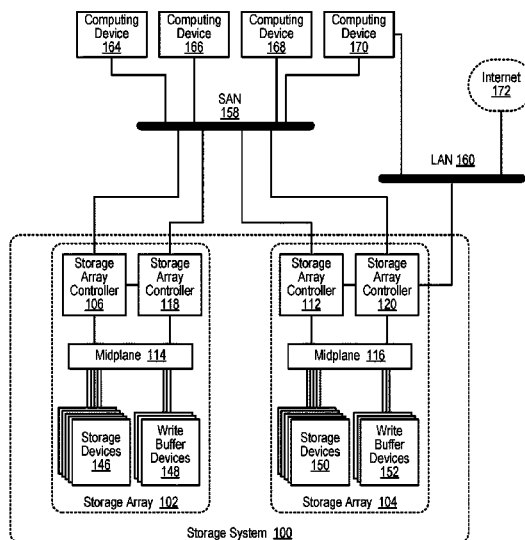 Computing
Device
164
Computing
Device
166
Computing
Device
168
Computing
Device
170
Internet
172
SAN
158
LAN 160
Storage
Array
Controller
106
Storage
Array
Controller
118
Storage
Array
Controller
112
Storage
Array
Controller
120
Midplane 114
Midplane 116
Storage
Devices
146
Write
Buffer
Devices
148
Storage
Devices
150
Write
Buffer
Devices
152
Storage Array 102
Storage Array 104
Storage System 100